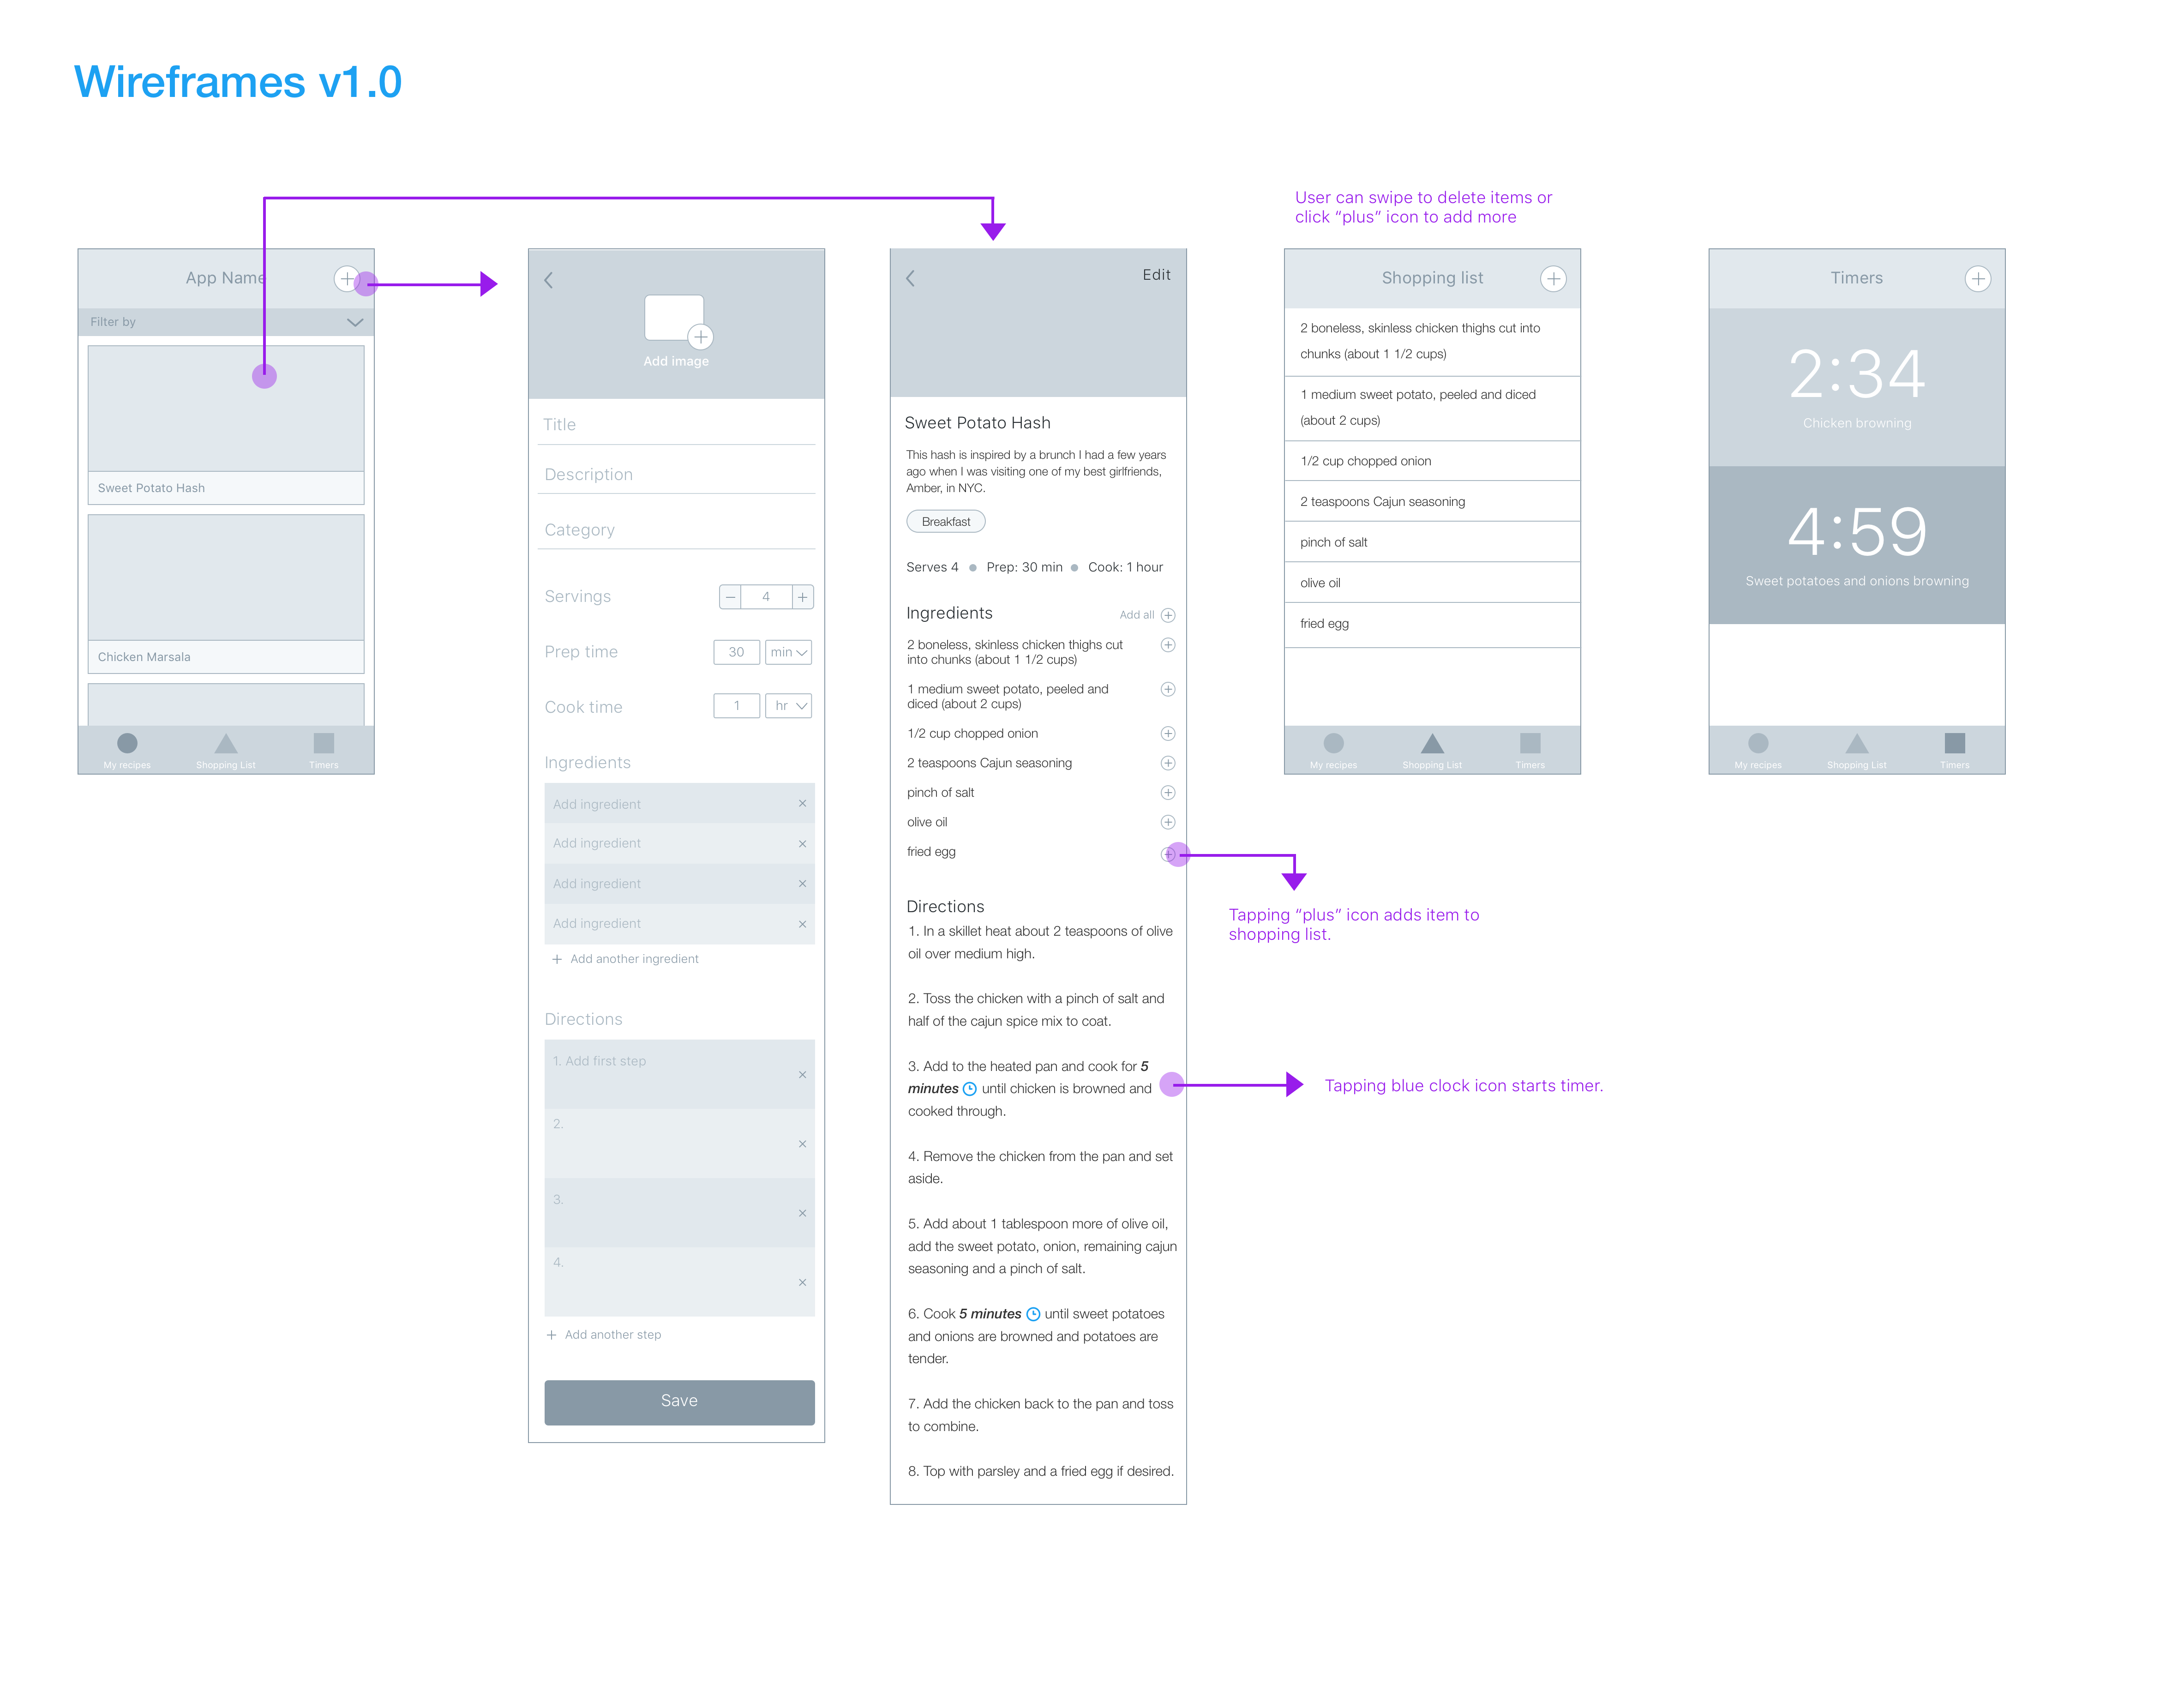 Wireframes v1.0
App Name
Filter by
Sweet Potato Hash
Chicken Marsala
My recipes
Shopping List
Timers
Add image
Title
Description
Category
Servings
4
Prep time
30
min
Cook time
1
hr
Ingredients
Add ingredient
Add ingredient
Add ingredient
Add ingredient
Add another ingredient
Directions
1. Add first step
2.
3.
4.
Add another step
Save
Edit
Sweet Potato Hash
This hash is inspired by a brunch I had a few years
ago when I was visiting one of my best girlfriends,
Amber, in NYC.
Breakfast
Serves 4 ● Prep: 30 min ● Cook: 1 hour
Ingredients
Add all
2 boneless, skinless chicken thighs cut
into chunks (about 1 1/2 cups)
1 medium sweet potato, peeled and
diced (about 2 cups)
1/2 cup chopped onion
2 teaspoons Cajun seasoning
pinch of salt
olive oil
fried egg
Directions
1. In a skillet heat about 2 teaspoons of olive
oil over medium high.
2. Toss the chicken with a pinch of salt and
half of the cajun spice mix to coat.
3. Add to the heated pan and cook for 5
minutes until chicken is browned and
cooked through.
4. Remove the chicken from the pan and set
aside.
5. Add about 1 tablespoon more of olive oil,
add the sweet potato, onion, remaining cajun
seasoning and a pinch of salt.
6. Cook 5 minutes until sweet potatoes
and onions are browned and potatoes are
tender.
7. Add the chicken back to the pan and toss
to combine.
8. Top with parsley and a fried egg if desired.
Tapping “plus” icon adds item to
shopping list.
Tapping blue clock icon starts timer.
User can swipe to delete items or
click “plus” icon to add more
Shopping list
2 boneless, skinless chicken thighs cut into
chunks (about 1 1/2 cups)
1 medium sweet potato, peeled and diced
(about 2 cups)
1/2 cup chopped onion
2 teaspoons Cajun seasoning
pinch of salt
olive oil
fried egg
My recipes
Shopping List
Timers
Timers
2:34
Chicken browning
4:59
Sweet potatoes and onions browning
My recipes
Shopping List
Timers